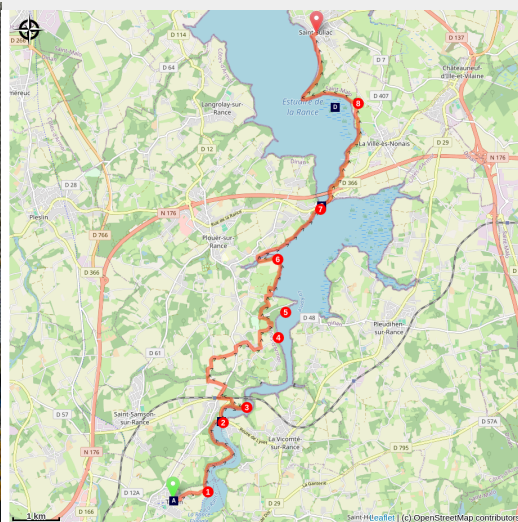 D 266
D 114
Saint-Suliac
D 137
D 7
Châteauneuf
-d'Ille-et-Vilaine
D 64
méreuc
D 407
8
Langrolay-sur-
Rance
Estuaire de
la Rance
D
La Ville-ès-Nonais
D 12
D 29
D 28
D 366
N 176
Pleslin
N 176
7
Plouër-sur-
Rance
D 766
6
D 366
5
D 48
Pleudihen
-sur-Rance
4
D 61
3
D 57
Saint-Samson
-sur-Rance
2
La Vicomté
-sur-Rance
D 57A
N 176
D 795
D 12A
1
A
D 29
1 km
Leaflet | (c) OpenStreetMap contributors